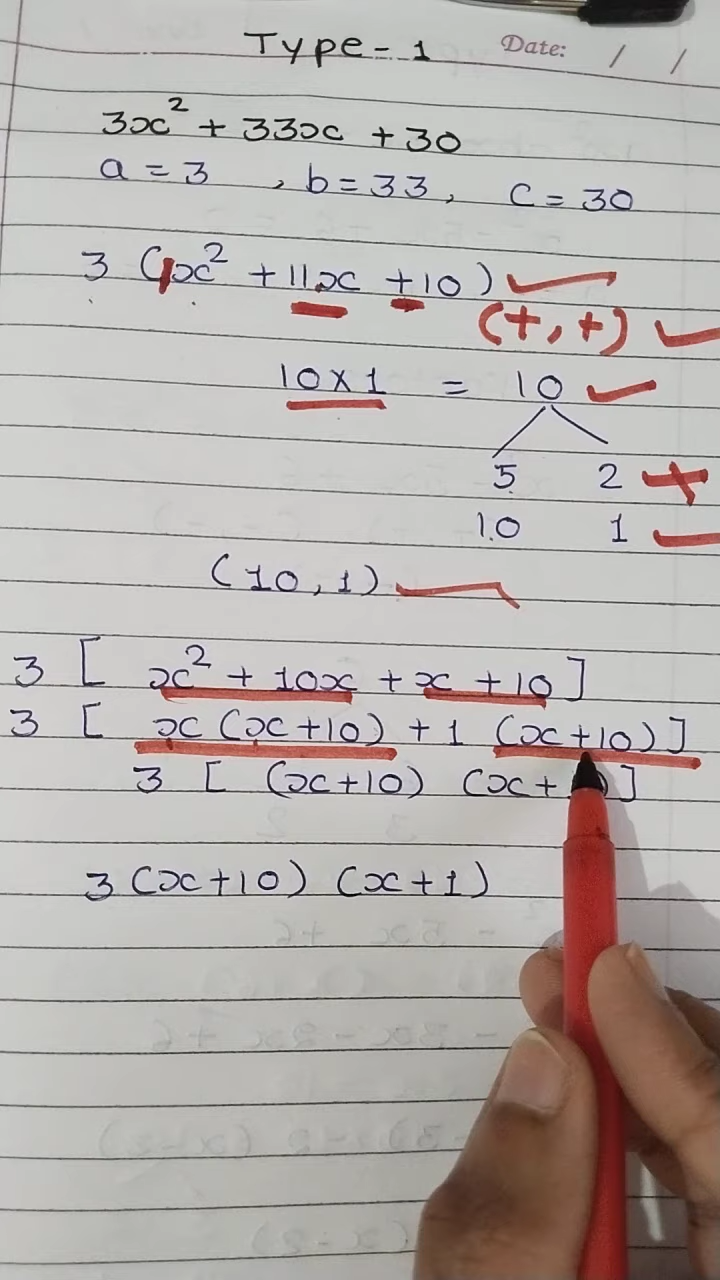 Type-1 Date: / /
3x² + 33x + 30
a = 3 , b = 33 , c = 30
3 (1x² + 11x + 10)
(+, +)
10 x 1 = 10
5 2
10 1
(10, 1)
3 [ x² + 10x + x + 10 ]
3 [ x (x+10) + 1 (x+10) ]
3 [ (x+10) (x+ ) ]
3 (x+10) (x+1)